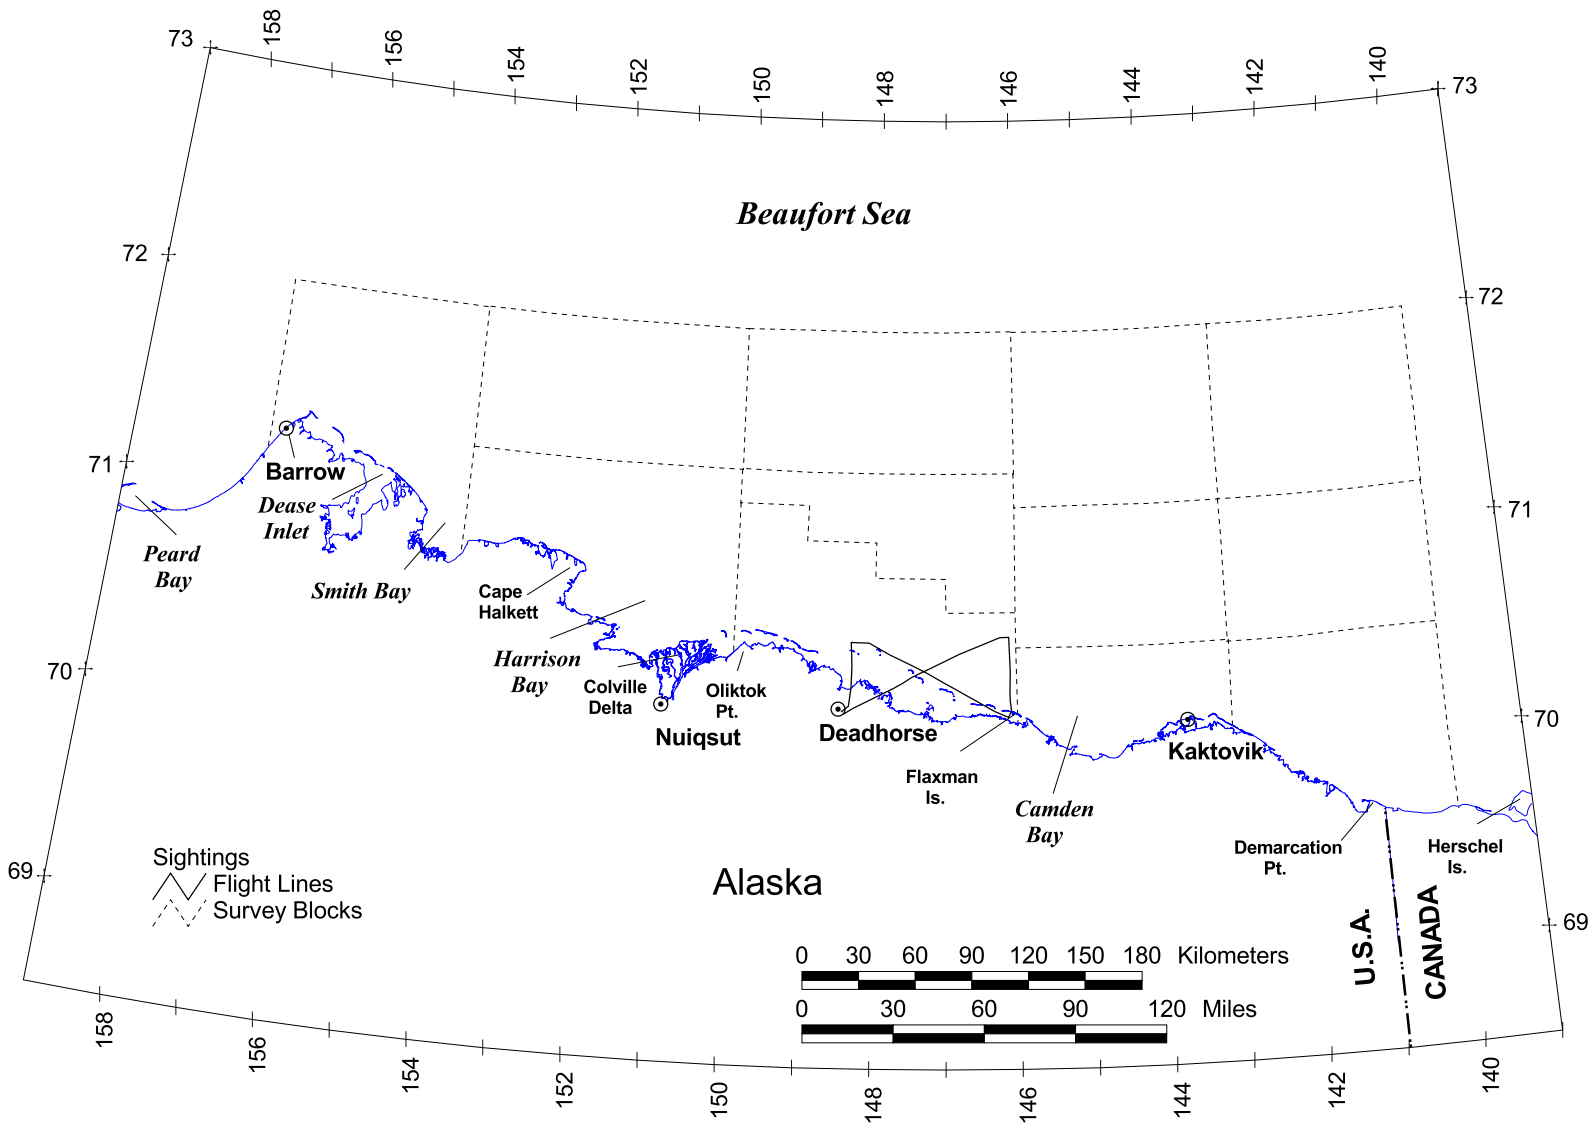 158
156
154
152
150
148
146
144
142
140
73
73
Beaufort Sea
72
72
71
71
Barrow
Dease
Inlet
Peard
Bay
Smith Bay
Cape
Halkett
Harrison
Bay
Colville
Delta
Oliktok
Pt.
Nuiqsut
Deadhorse
Flaxman
Is.
Camden
Bay
Kaktovik
70
70
Demarcation
Pt.
Herschel
Is.
Sightings
Flight Lines
Survey Blocks
Alaska
69
69
U.S.A.
CANADA
0 30 60 90 120 150 180 Kilometers
0 30 60 90 120 Miles
158
156
154
152
150
148
146
144
142
140